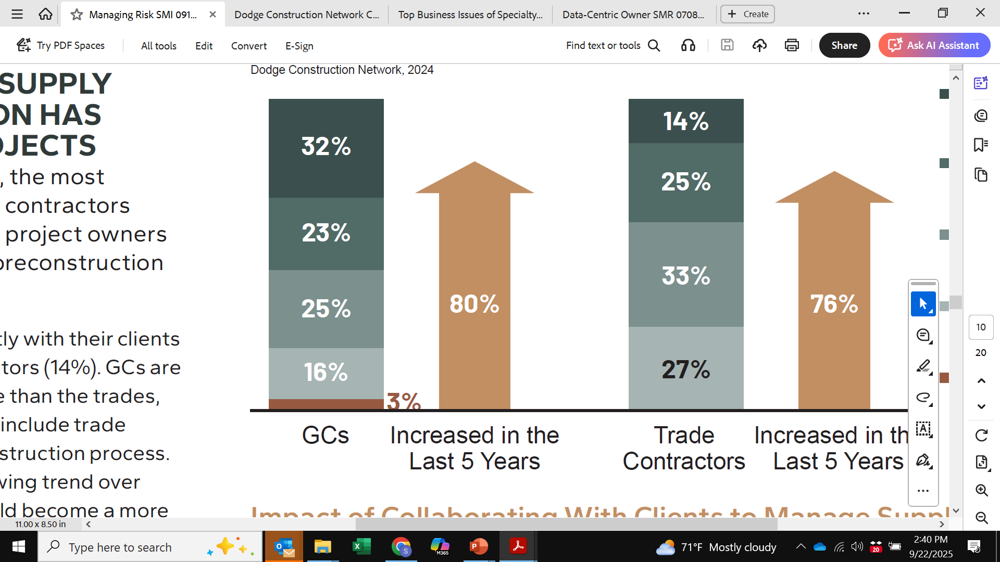 Managing Risk SMI 091...
Dodge Construction Network C...
Top Business Issues of Specialty...
Data-Centric Owner SMR 0708...
+ Create
Try PDF Spaces
All tools
Edit
Convert
E-Sign
Find text or tools
Share
Ask AI Assistant
Dodge Construction Network, 2024
SUPPLY
ON HAS
OJECTS
, the most
contractors
project owners
preconstruction
tly with their clients
tors (14%). GCs are
e than the trades,
include trade
struction process.
wing trend over
ld become a more
32%
23%
25%
16%
3%
80%
14%
25%
33%
27%
76%
GCs
Increased in the
Last 5 Years
Trade
Contractors
Increased in th
Last 5 Years
Impact of Collaborating With Clients to Manage Suppl
10
20
11.00 x 8.50 in
Type here to search
M365
71°F Mostly cloudy
20
2:40 PM
9/22/2025